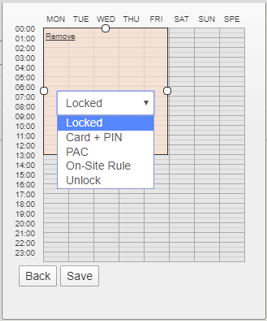 MON TUE WED THU FRI SAT SUN SPE
00:00
01:00
Remove
02:00
03:00
04:00
05:00
06:00
07:00
08:00
Locked
09:00
10:00
Locked
11:00
Card + PIN
12:00
PAC
13:00
14:00
On-Site Rule
15:00
Unlock
16:00
17:00
18:00
19:00
20:00
21:00
22:00
23:00
Back Save